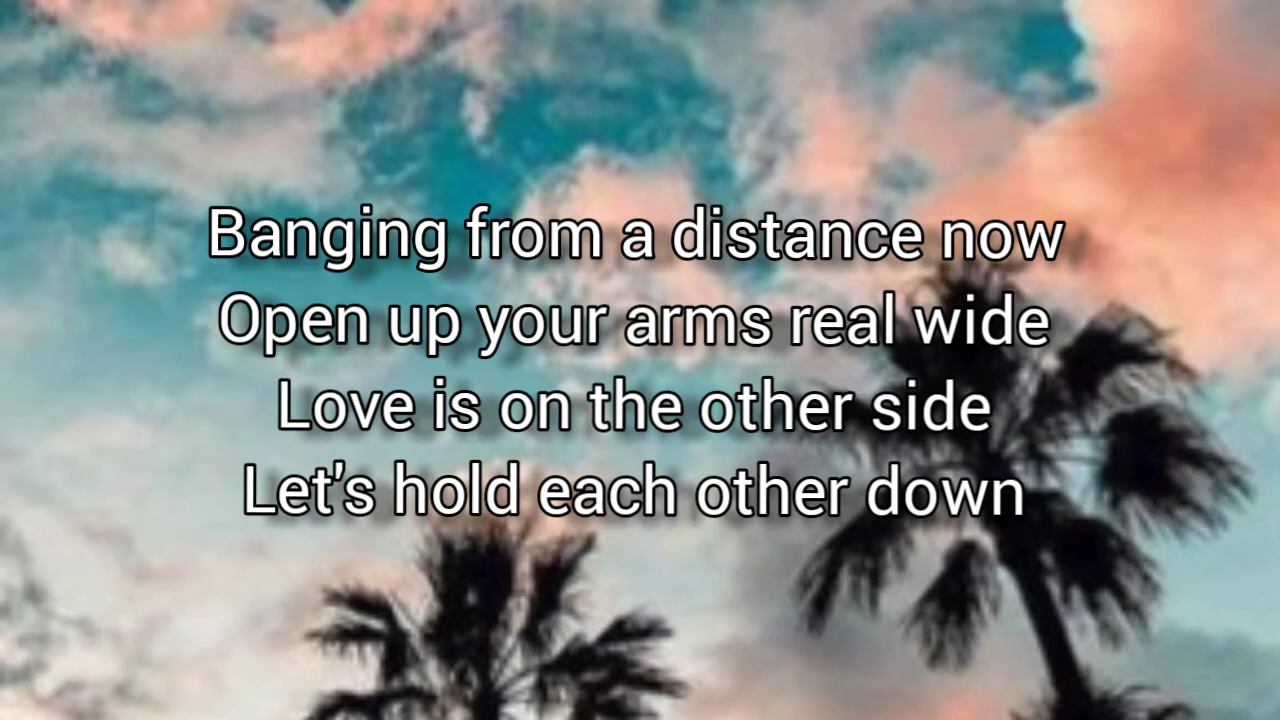 Banging from a distance now
Open up your arms real wide
Love is on the other side
Let's hold each other down